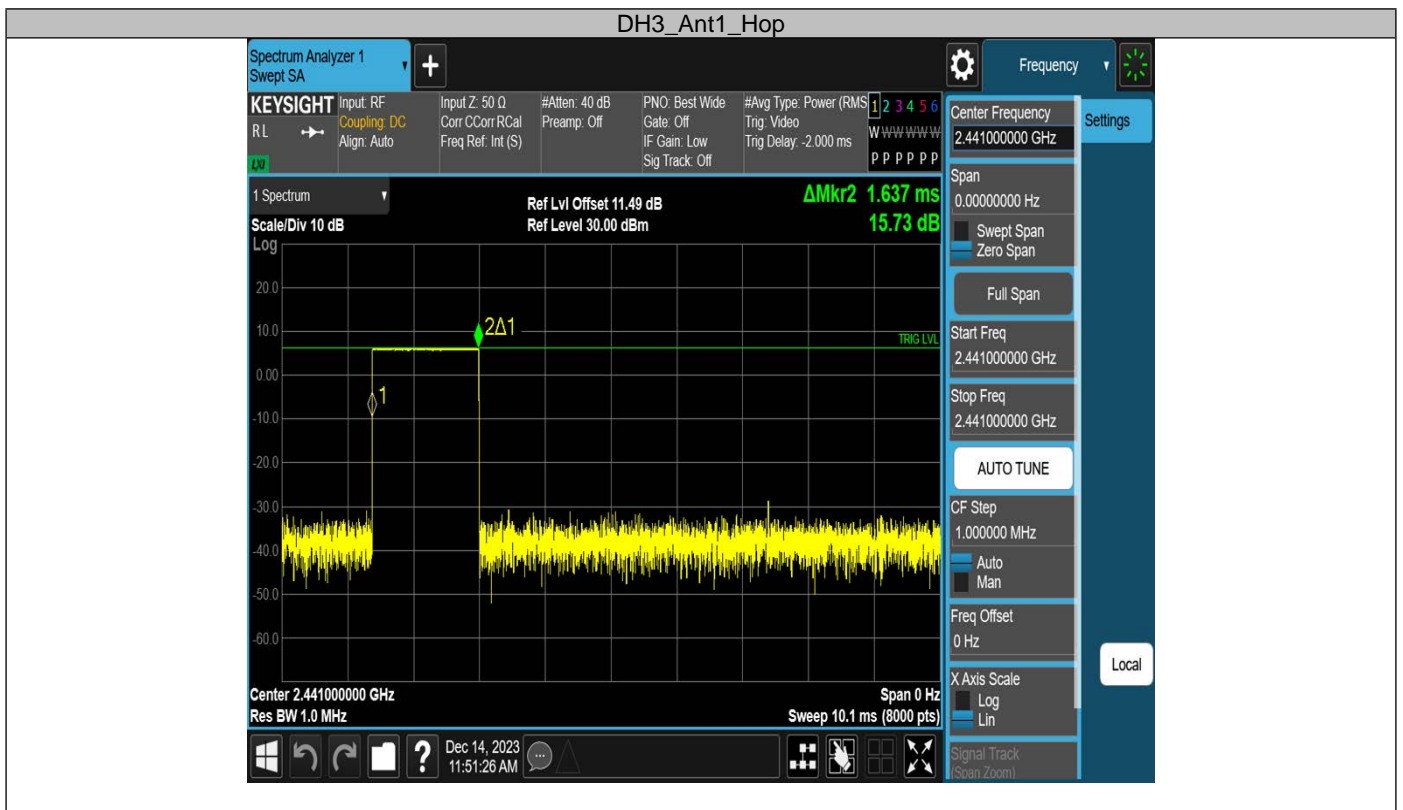 DH3_Ant1_Hop
Spectrum Analyzer 1
Swept SA
+
Frequency
KEYSIGHT
R L
LXI
Input: RF
Coupling: DC
Align: Auto
Input Z: 50 Ω
Corr CCorr RCal
Freq Ref: Int (S)
#Atten: 40 dB
Preamp: Off
PNO: Best Wide
Gate: Off
IF Gain: Low
Sig Track: Off
#Avg Type: Power (RMS
Trig: Video
Trig Delay: -2.000 ms
1 2 3 4 5 6
W W W W W W
P P P P P P
1 Spectrum
Scale/Div 10 dB
Log
Ref Lvl Offset 11.49 dB
Ref Level 30.00 dBm
ΔMkr2 1.637 ms
15.73 dB
20.0
10.0
0.00
-10.0
-20.0
-30.0
-40.0
-50.0
-60.0
2Δ1
1
TRIG LVL
Center 2.441000000 GHz
Res BW 1.0 MHz
Span 0 Hz
Sweep 10.1 ms (8000 pts)
Dec 14, 2023
11:51:26 AM
Center Frequency
2.441000000 GHz
Settings
Span
0.00000000 Hz
Swept Span
Zero Span
Full Span
Start Freq
2.441000000 GHz
Stop Freq
2.441000000 GHz
AUTO TUNE
CF Step
1.000000 MHz
Auto
Man
Freq Offset
0 Hz
X Axis Scale
Log
Lin
Local
Signal Track
(Span Zoom)